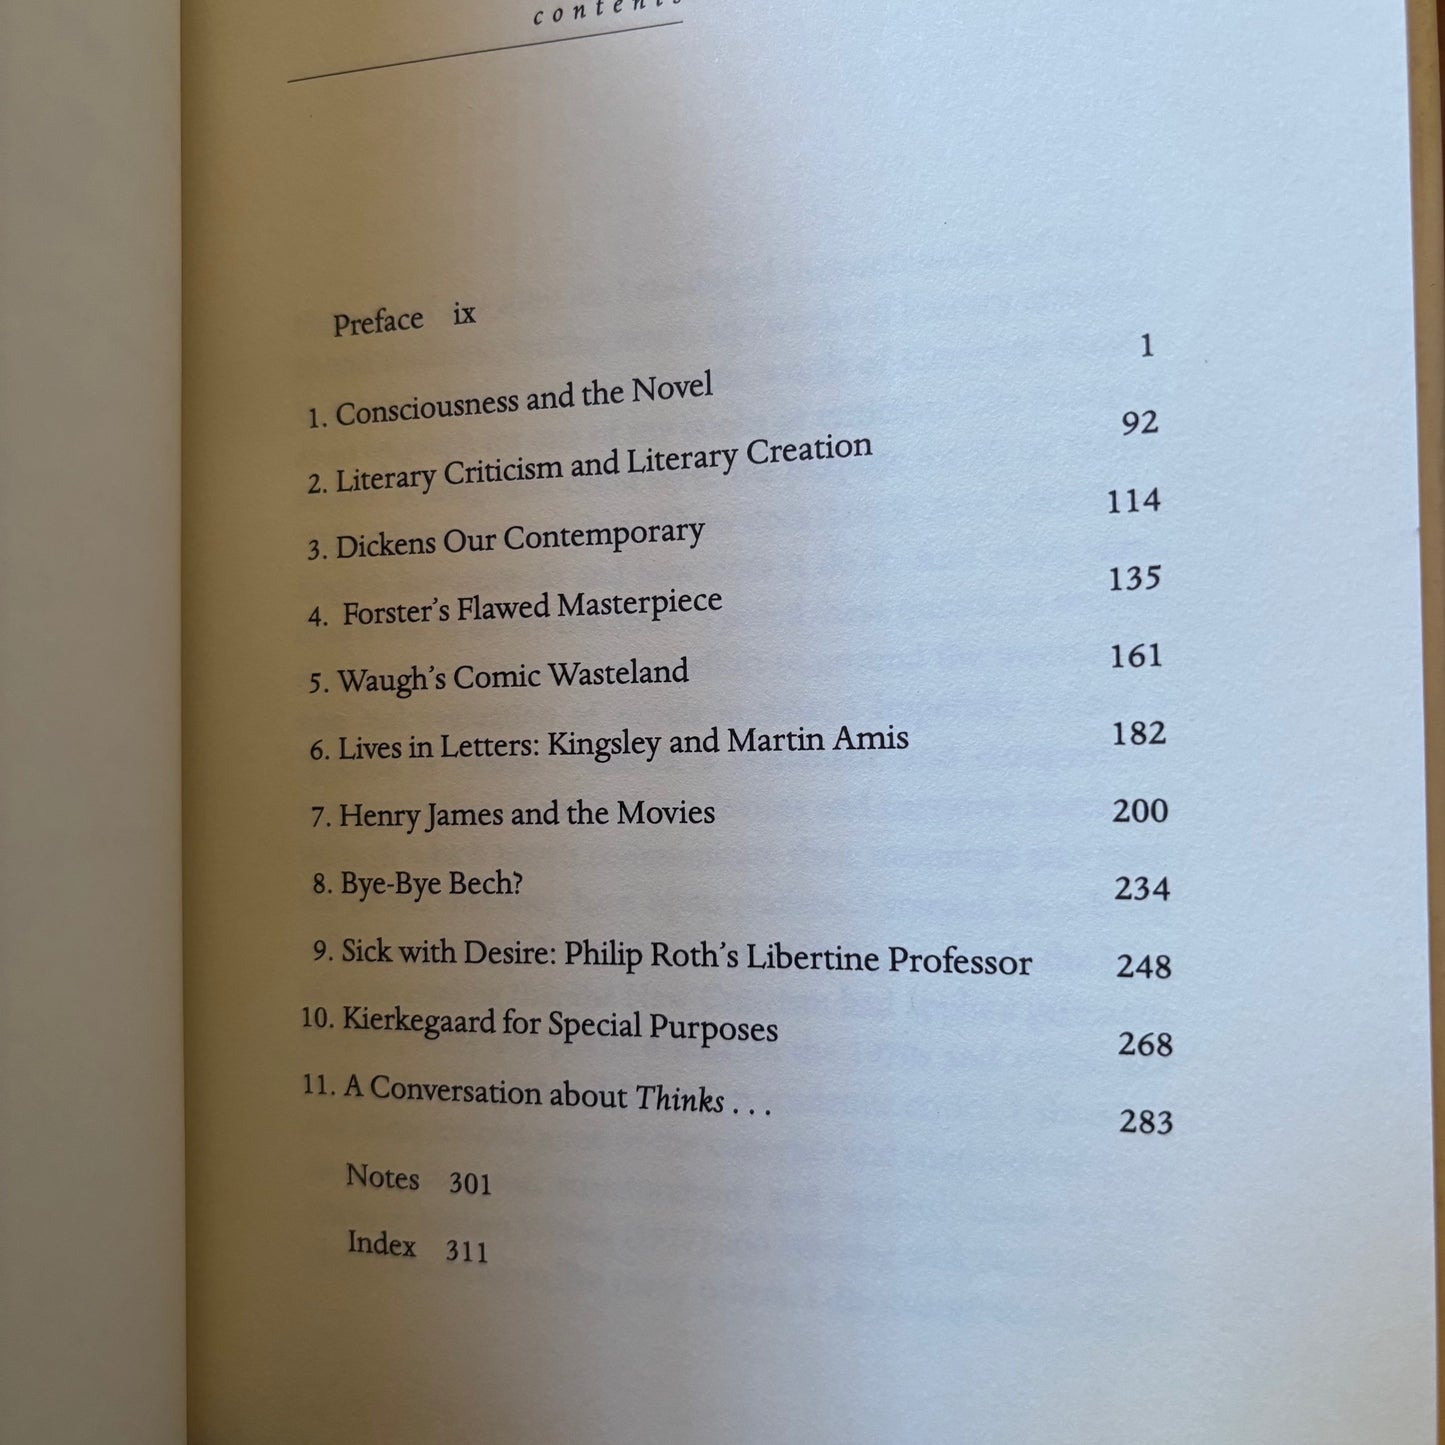 contents
Preface ix
1. Consciousness and the Novel 1
2. Literary Criticism and Literary Creation 92
3. Dickens Our Contemporary 114
4. Forster's Flawed Masterpiece 135
5. Waugh's Comic Wasteland 161
6. Lives in Letters: Kingsley and Martin Amis 182
7. Henry James and the Movies 200
8. Bye-Bye Bech? 234
9. Sick with Desire: Philip Roth's Libertine Professor 248
10. Kierkegaard for Special Purposes 268
11. A Conversation about Thinks . . . 283
Notes 301
Index 311